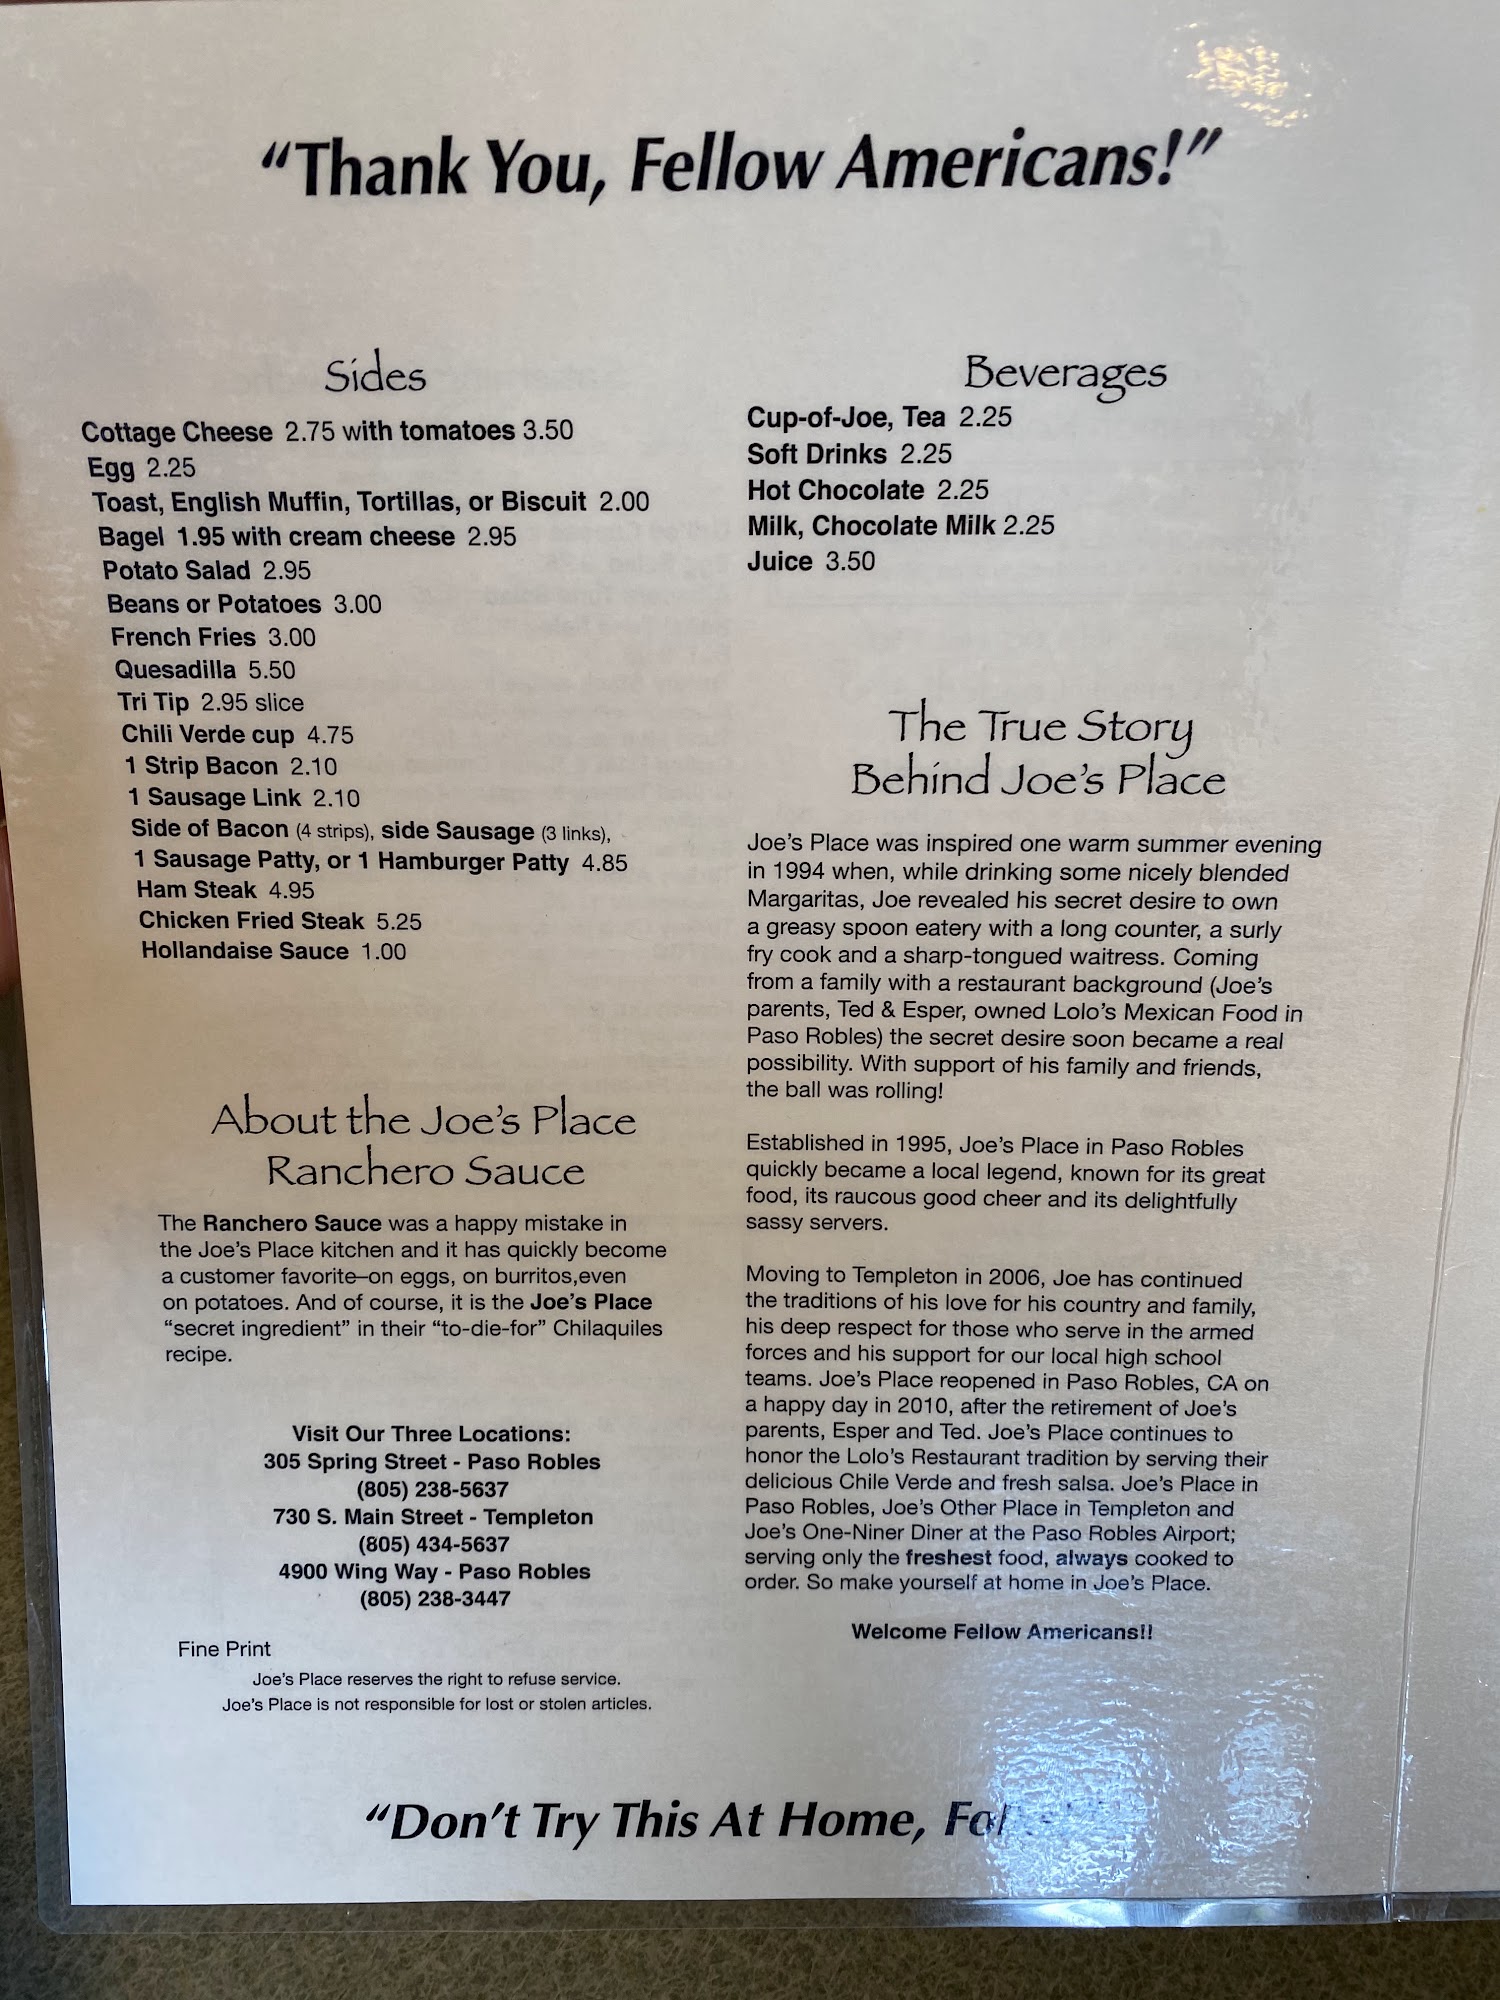 “Thank You, Fellow Americans!”
Sides
Cottage Cheese 2.75 with tomatoes 3.50
Egg 2.25
Toast, English Muffin, Tortillas, or Biscuit 2.00
Bagel 1.95 with cream cheese 2.95
Potato Salad 2.95
Beans or Potatoes 3.00
French Fries 3.00
Quesadilla 5.50
Tri Tip 2.95 slice
Chili Verde cup 4.75
1 Strip Bacon 2.10
1 Sausage Link 2.10
Side of Bacon (4 strips), side Sausage (3 links),
1 Sausage Patty, or 1 Hamburger Patty 4.85
Ham Steak 4.95
Chicken Fried Steak 5.25
Hollandaise Sauce 1.00
About the Joe’s Place
Ranchero Sauce
The Ranchero Sauce was a happy mistake in
the Joe’s Place kitchen and it has quickly become
a customer favorite–on eggs, on burritos,even
on potatoes. And of course, it is the Joe’s Place
“secret ingredient” in their “to-die-for” Chilaquiles
recipe.
Visit Our Three Locations:
305 Spring Street - Paso Robles
(805) 238-5637
730 S. Main Street - Templeton
(805) 434-5637
4900 Wing Way - Paso Robles
(805) 238-3447
Fine Print
Joe’s Place reserves the right to refuse service.
Joe’s Place is not responsible for lost or stolen articles.
Beverages
Cup-of-Joe, Tea 2.25
Soft Drinks 2.25
Hot Chocolate 2.25
Milk, Chocolate Milk 2.25
Juice 3.50
The True Story
Behind Joe’s Place
Joe’s Place was inspired one warm summer evening
in 1994 when, while drinking some nicely blended
Margaritas, Joe revealed his secret desire to own
a greasy spoon eatery with a long counter, a surly
fry cook and a sharp-tongued waitress. Coming
from a family with a restaurant background (Joe’s
parents, Ted & Esper, owned Lolo’s Mexican Food in
Paso Robles) the secret desire soon became a real
possibility. With support of his family and friends,
the ball was rolling!
Established in 1995, Joe’s Place in Paso Robles
quickly became a local legend, known for its great
food, its raucous good cheer and its delightfully
sassy servers.
Moving to Templeton in 2006, Joe has continued
the traditions of his love for his country and family,
his deep respect for those who serve in the armed
forces and his support for our local high school
teams. Joe’s Place reopened in Paso Robles, CA on
a happy day in 2010, after the retirement of Joe’s
parents, Esper and Ted. Joe’s Place continues to
honor the Lolo’s Restaurant tradition by serving their
delicious Chile Verde and fresh salsa. Joe’s Place in
Paso Robles, Joe’s Other Place in Templeton and
Joe’s One-Niner Diner at the Paso Robles Airport;
serving only the freshest food, always cooked to
order. So make yourself at home in Joe’s Place.
Welcome Fellow Americans!!
“Don’t Try This At Home,